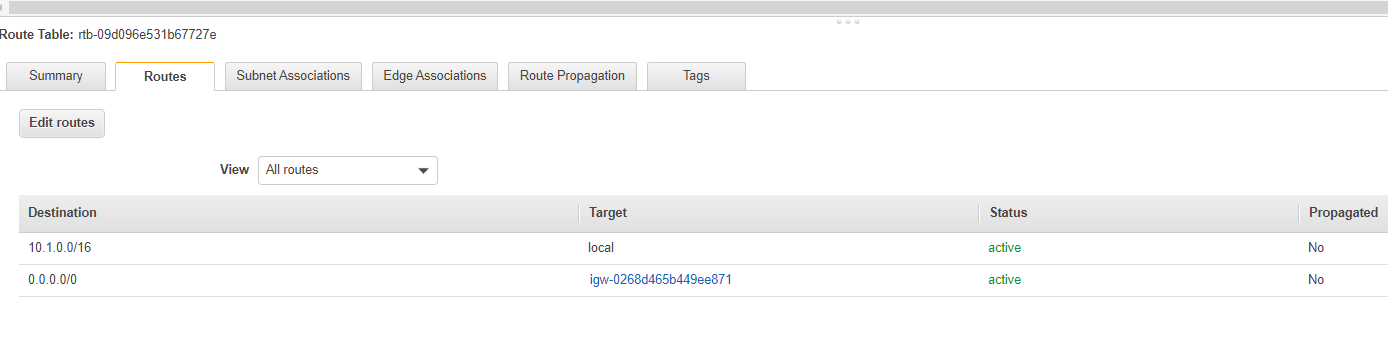 Route Table: rtb-09d096e531b67727e
Summary Routes Subnet Associations Edge Associations Route Propagation Tags
Edit routes
View All routes
Destination Target Status Propagated
10.1.0.0/16 local active No
0.0.0.0/0 igw-0268d465b449ee871 active No